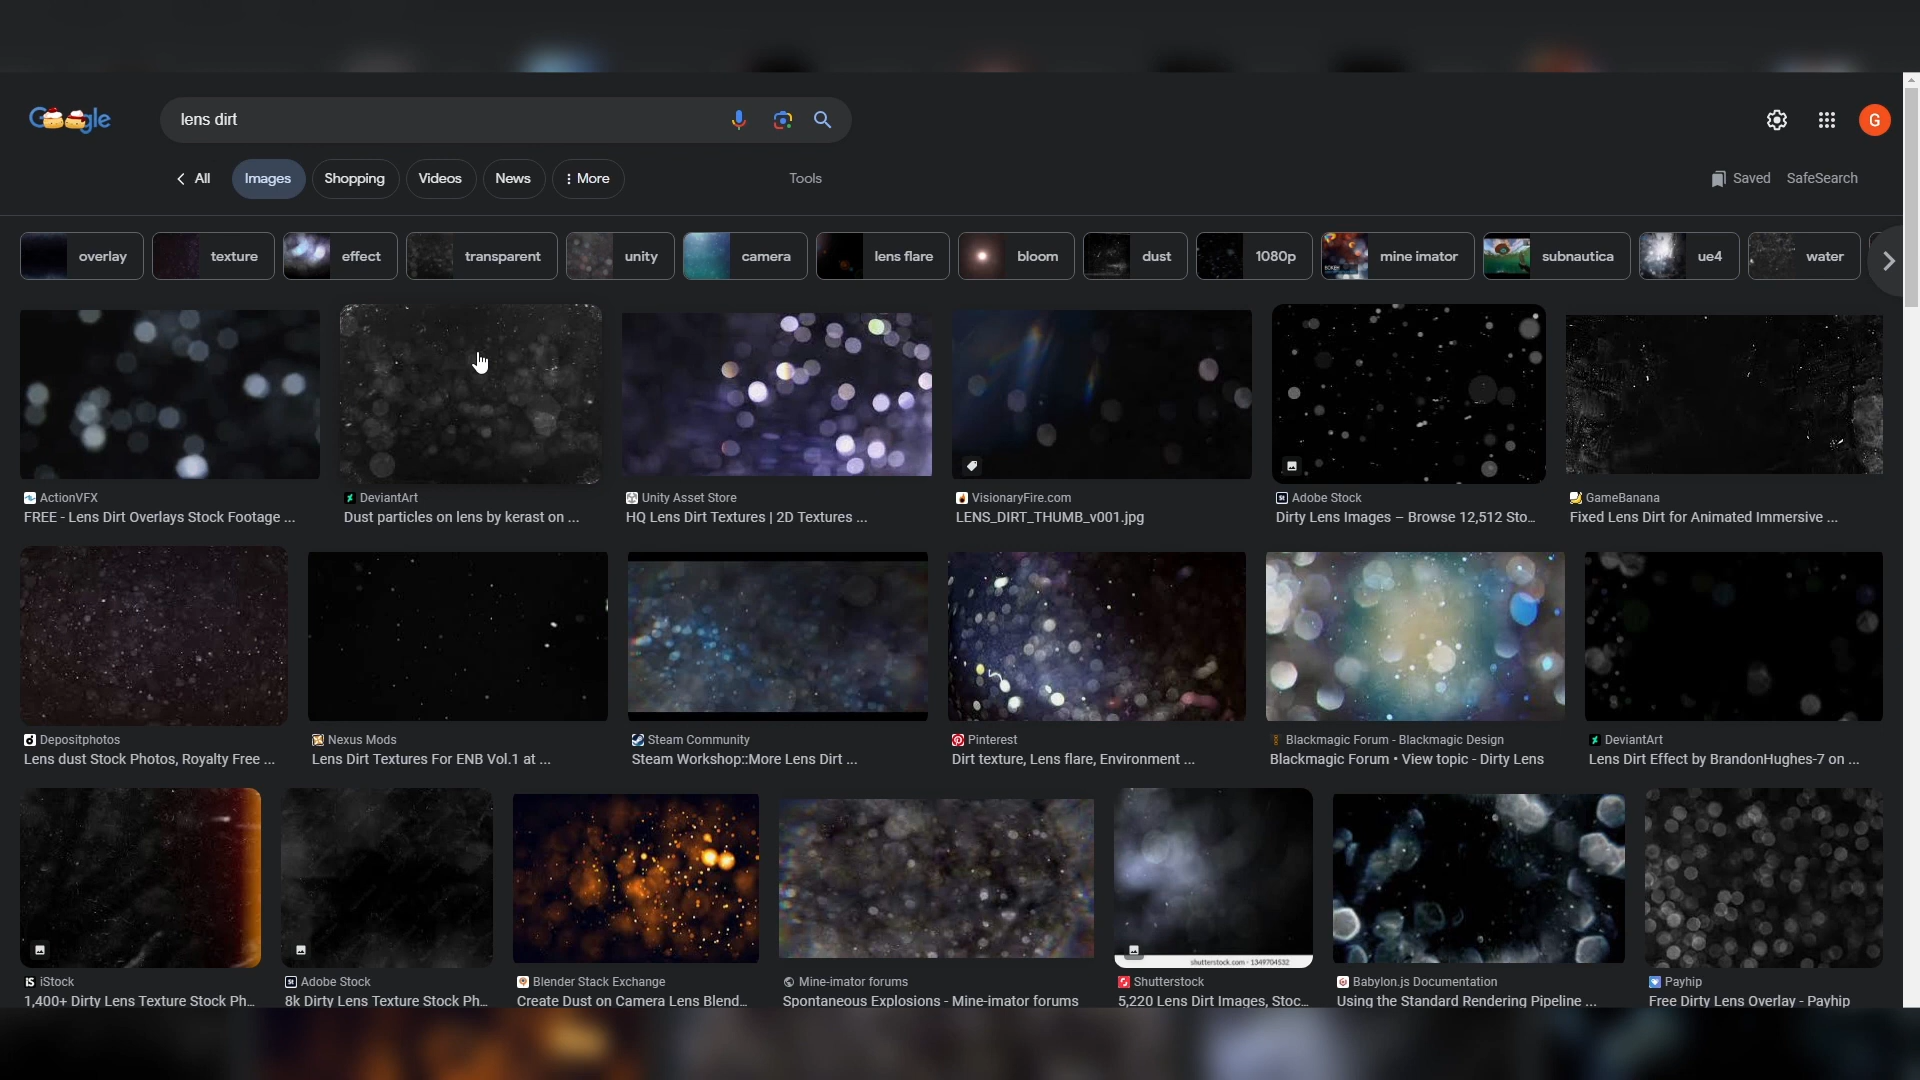 Google
lens dirt
G
All
Images
Shopping
Videos
News
More
Tools
Saved
SafeSearch
overlay
texture
effect
transparent
unity
camera
lens flare
bloom
dust
1080p
mine imator
subnautica
ue4
water
ActionVFX
FREE - Lens Dirt Overlays Stock Footage ...
DeviantArt
Dust particles on lens by kerast on ...
Unity Asset Store
HQ Lens Dirt Textures | 2D Textures ...
VisionaryFire.com
LENS_DIRT_THUMB_v001.jpg
Adobe Stock
Dirty Lens Images – Browse 12,512 Sto...
GameBanana
Fixed Lens Dirt for Animated Immersive ...
Depositphotos
Lens dust Stock Photos, Royalty Free ...
Nexus Mods
Lens Dirt Textures For ENB Vol.1 at ...
Steam Community
Steam Workshop::More Lens Dirt ...
Pinterest
Dirt texture, Lens flare, Environment ...
Blackmagic Forum - Blackmagic Design
Blackmagic Forum • View topic - Dirty Lens
DeviantArt
Lens Dirt Effect by BrandonHughes-7 on ...
shutterstock.com · 1349704532
iStock
1,400+ Dirty Lens Texture Stock Ph...
Adobe Stock
8k Dirty Lens Texture Stock Ph...
Blender Stack Exchange
Create Dust on Camera Lens Blend...
Mine-imator forums
Spontaneous Explosions - Mine-imator forums
Shutterstock
5,220 Lens Dirt Images, Stoc...
Babylon.js Documentation
Using the Standard Rendering Pipeline ...
Payhip
Free Dirty Lens Overlay - Payhip